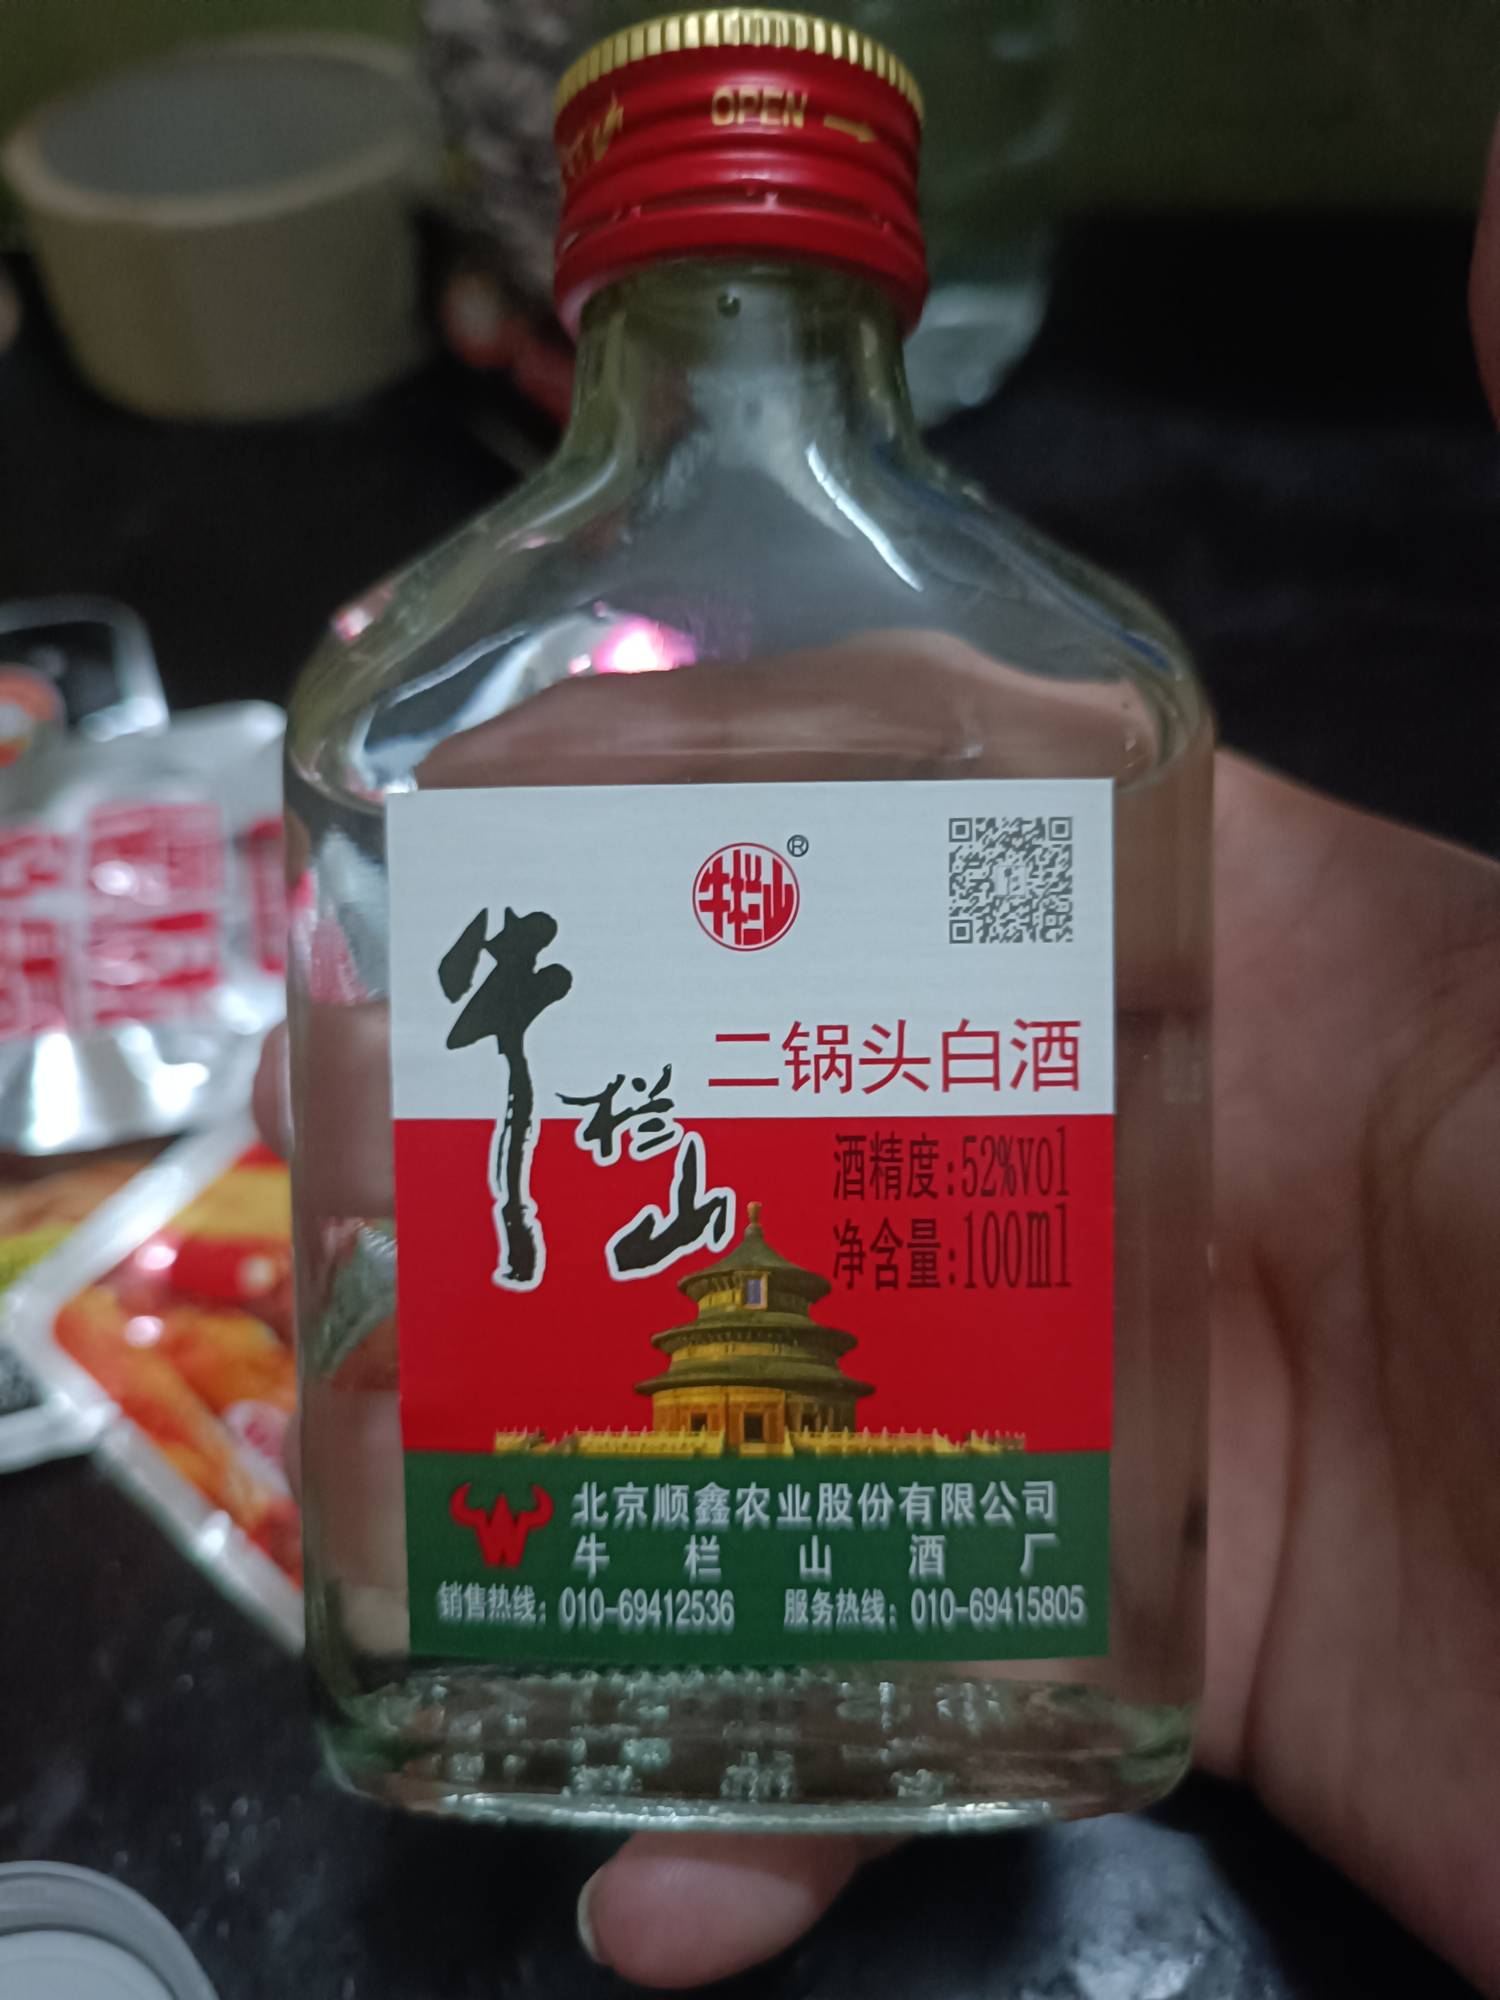 OPEN
牛栏山
®
牛栏山
二锅头白酒
酒精度:52%vol
净含量:100ml
北京顺鑫农业股份有限公司
牛栏山酒厂
销售热线：010-69412536 服务热线：010-69415805